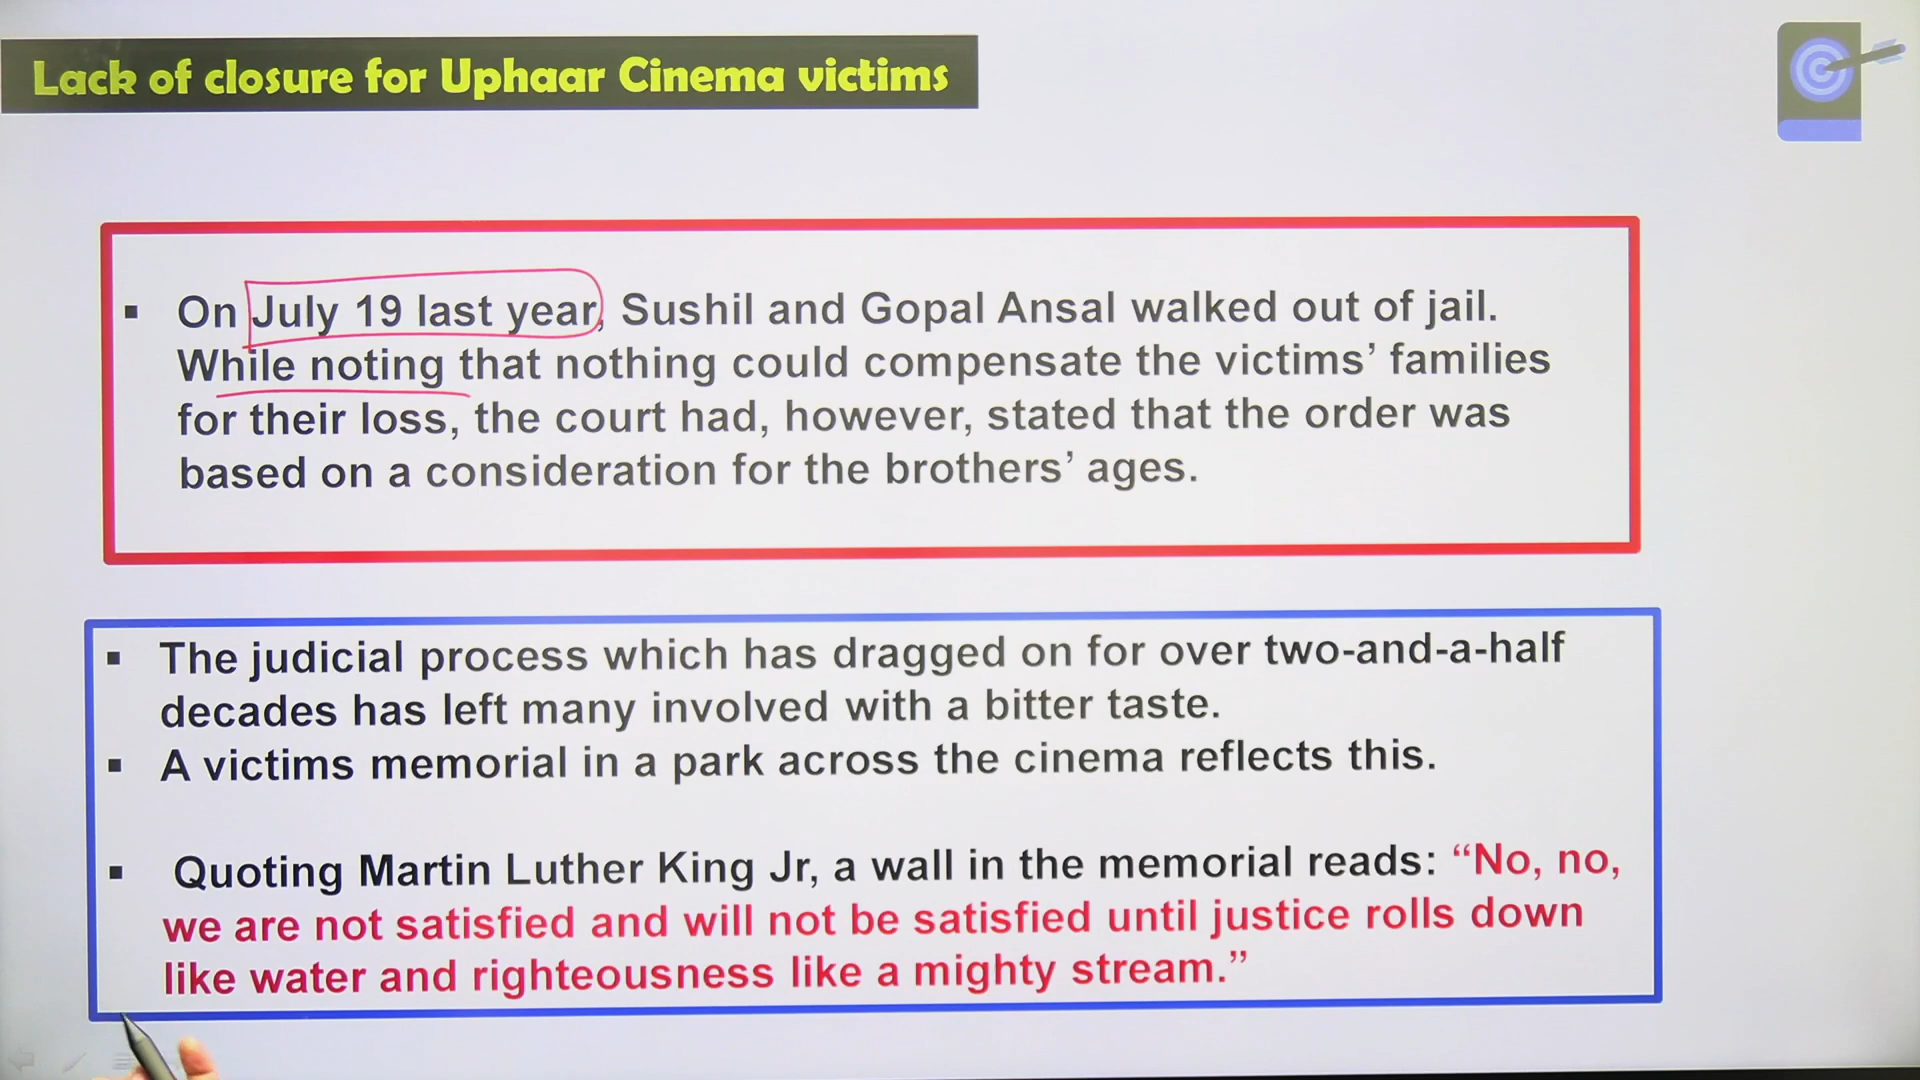 Lack of closure for Uphaar Cinema victims
▪ On July 19 last year, Sushil and Gopal Ansal walked out of jail.
While noting that nothing could compensate the victims’ families
for their loss, the court had, however, stated that the order was
based on a consideration for the brothers’ ages.
▪ The judicial process which has dragged on for over two-and-a-half
decades has left many involved with a bitter taste.
▪ A victims memorial in a park across the cinema reflects this.
▪ Quoting Martin Luther King Jr, a wall in the memorial reads: “No, no,
we are not satisfied and will not be satisfied until justice rolls down
like water and righteousness like a mighty stream.”